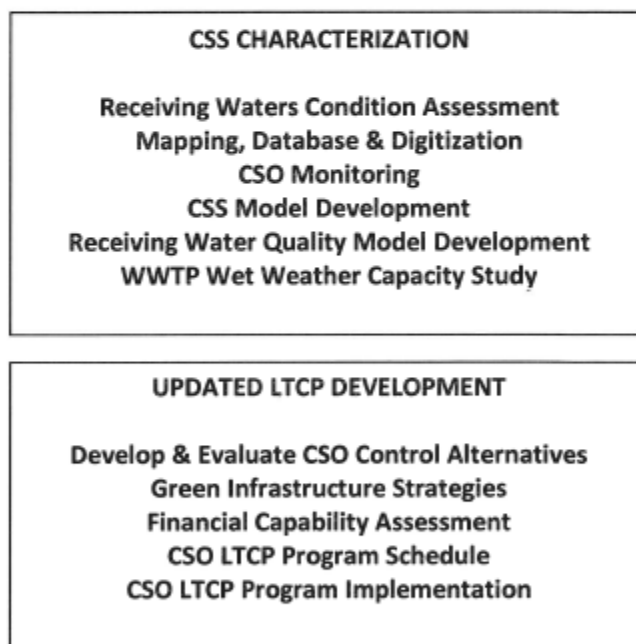 CSS CHARACTERIZATION
Receiving Waters Condition Assessment
Mapping, Database & Digitization
CSO Monitoring
CSS Model Development
Receiving Water Quality Model Development
WWTP Wet Weather Capacity Study
UPDATED LTCP DEVELOPMENT
Develop & Evaluate CSO Control Alternatives
Green Infrastructure Strategies
Financial Capability Assessment
CSO LTCP Program Schedule
CSO LTCP Program Implementation